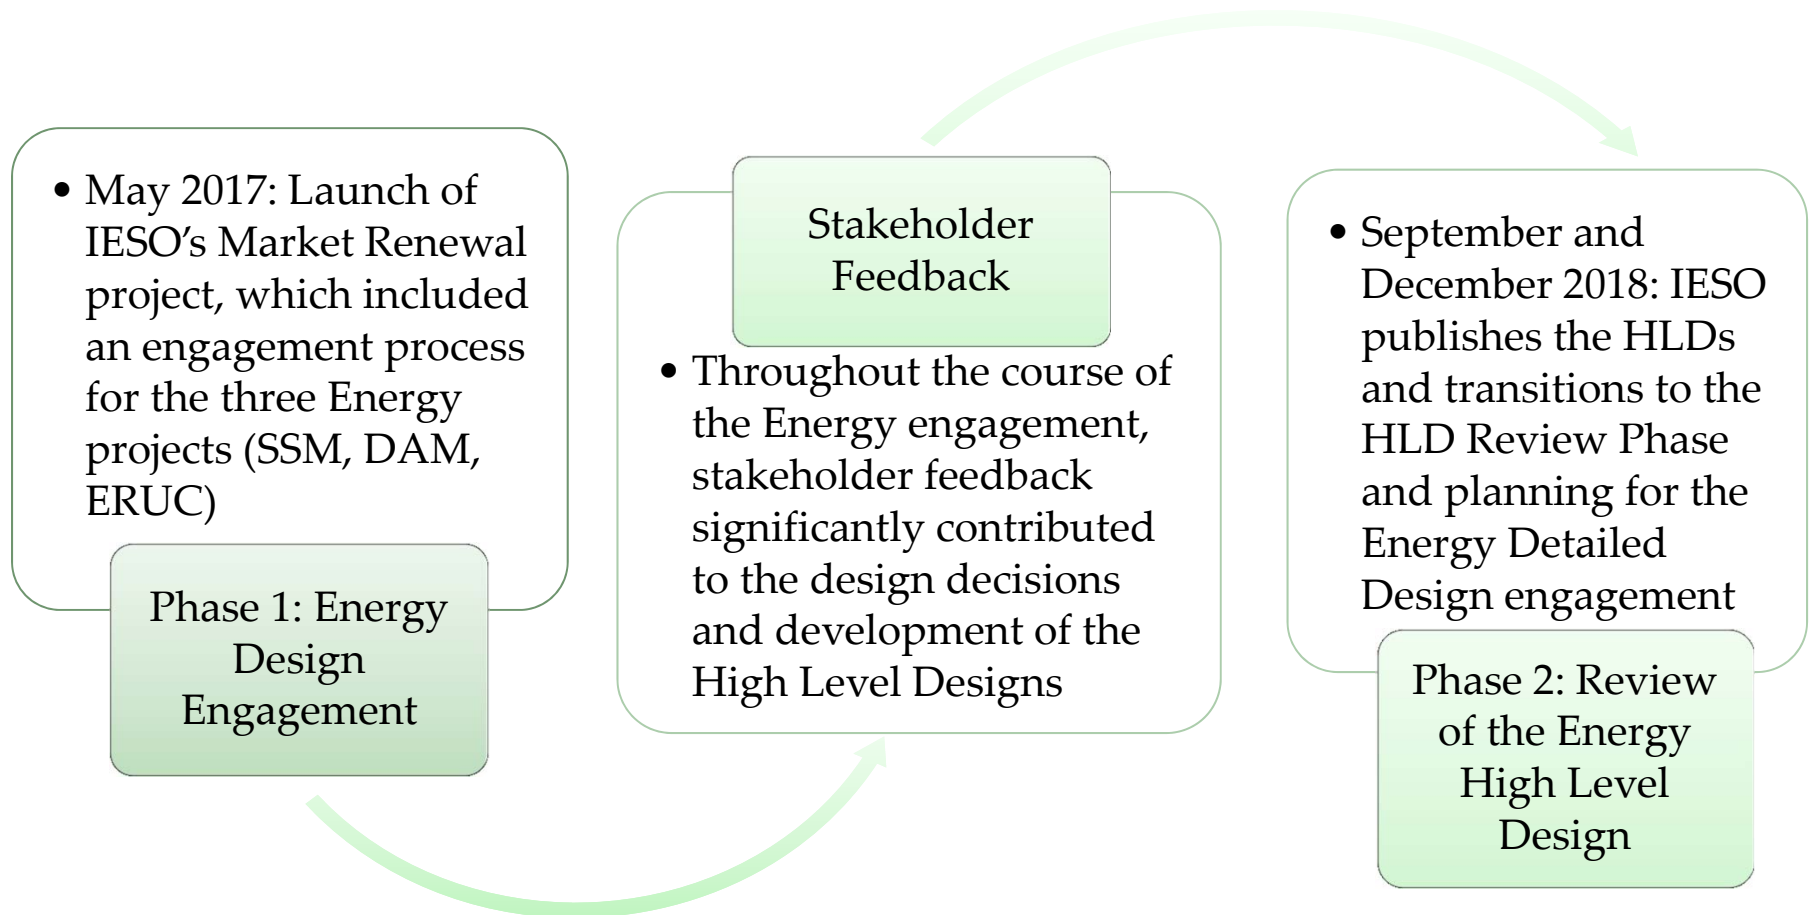 • May 2017: Launch of
IESO’s Market Renewal
project, which included
an engagement process
for the three Energy
projects (SSM, DAM,
ERUC)
Phase 1: Energy
Design
Engagement
Stakeholder
Feedback
• Throughout the course of
the Energy engagement,
stakeholder feedback
significantly contributed
to the design decisions
and development of the
High Level Designs
• September and
December 2018: IESO
publishes the HLDs
and transitions to the
HLD Review Phase
and planning for the
Energy Detailed
Design engagement
Phase 2: Review
of the Energy
High Level
Design